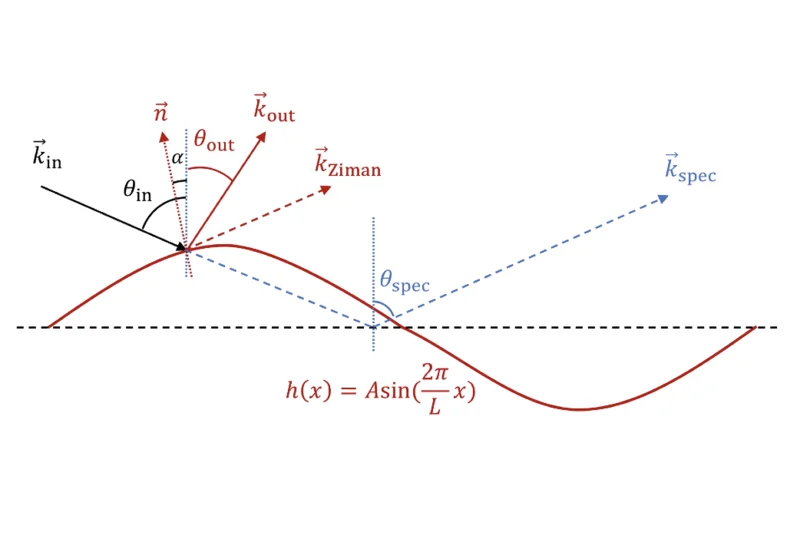 k⃗out
n⃗
θout
k⃗in
α
k⃗Ziman
k⃗spec
θin
θspec
h(x) = Asin(2π/L x)